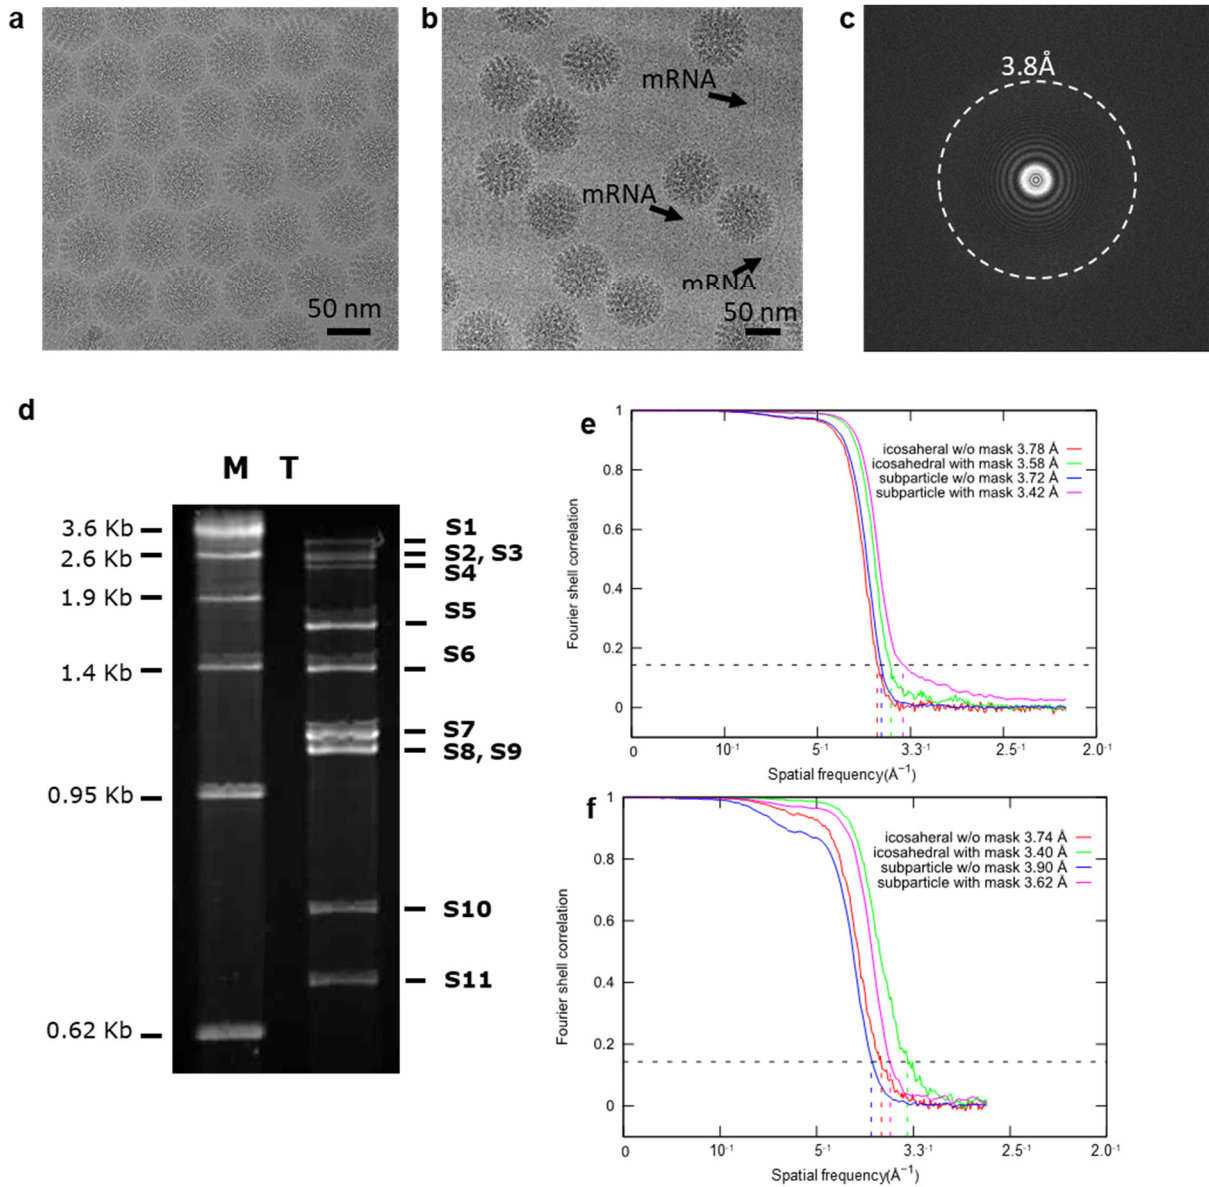 a
b
c
50 nm
mRNA
mRNA
mRNA
50 nm
3.8Å
d
M T
3.6 Kb
2.6 Kb
1.9 Kb
1.4 Kb
0.95 Kb
0.62 Kb
S1
S2, S3
S4
S5
S6
S7
S8, S9
S10
S11
e
icosaheral w/o mask 3.78 Å
icosahedral with mask 3.58 Å
subparticle w/o mask 3.72 Å
subparticle with mask 3.42 Å
1
0.8
0.6
0.4
0.2
0
Fourier shell correlation
0 10⁻¹ 5⁻¹ 3.3⁻¹ 2.5⁻¹ 2.0⁻¹
Spatial frequency(Å⁻¹)
f
icosaheral w/o mask 3.74 Å
icosahedral with mask 3.40 Å
subparticle w/o mask 3.90 Å
subparticle with mask 3.62 Å
1
0.8
0.6
0.4
0.2
0
Fourier shell correlation
0 10⁻¹ 5⁻¹ 3.3⁻¹ 2.5⁻¹ 2.0⁻¹
Spatial frequency(Å⁻¹)